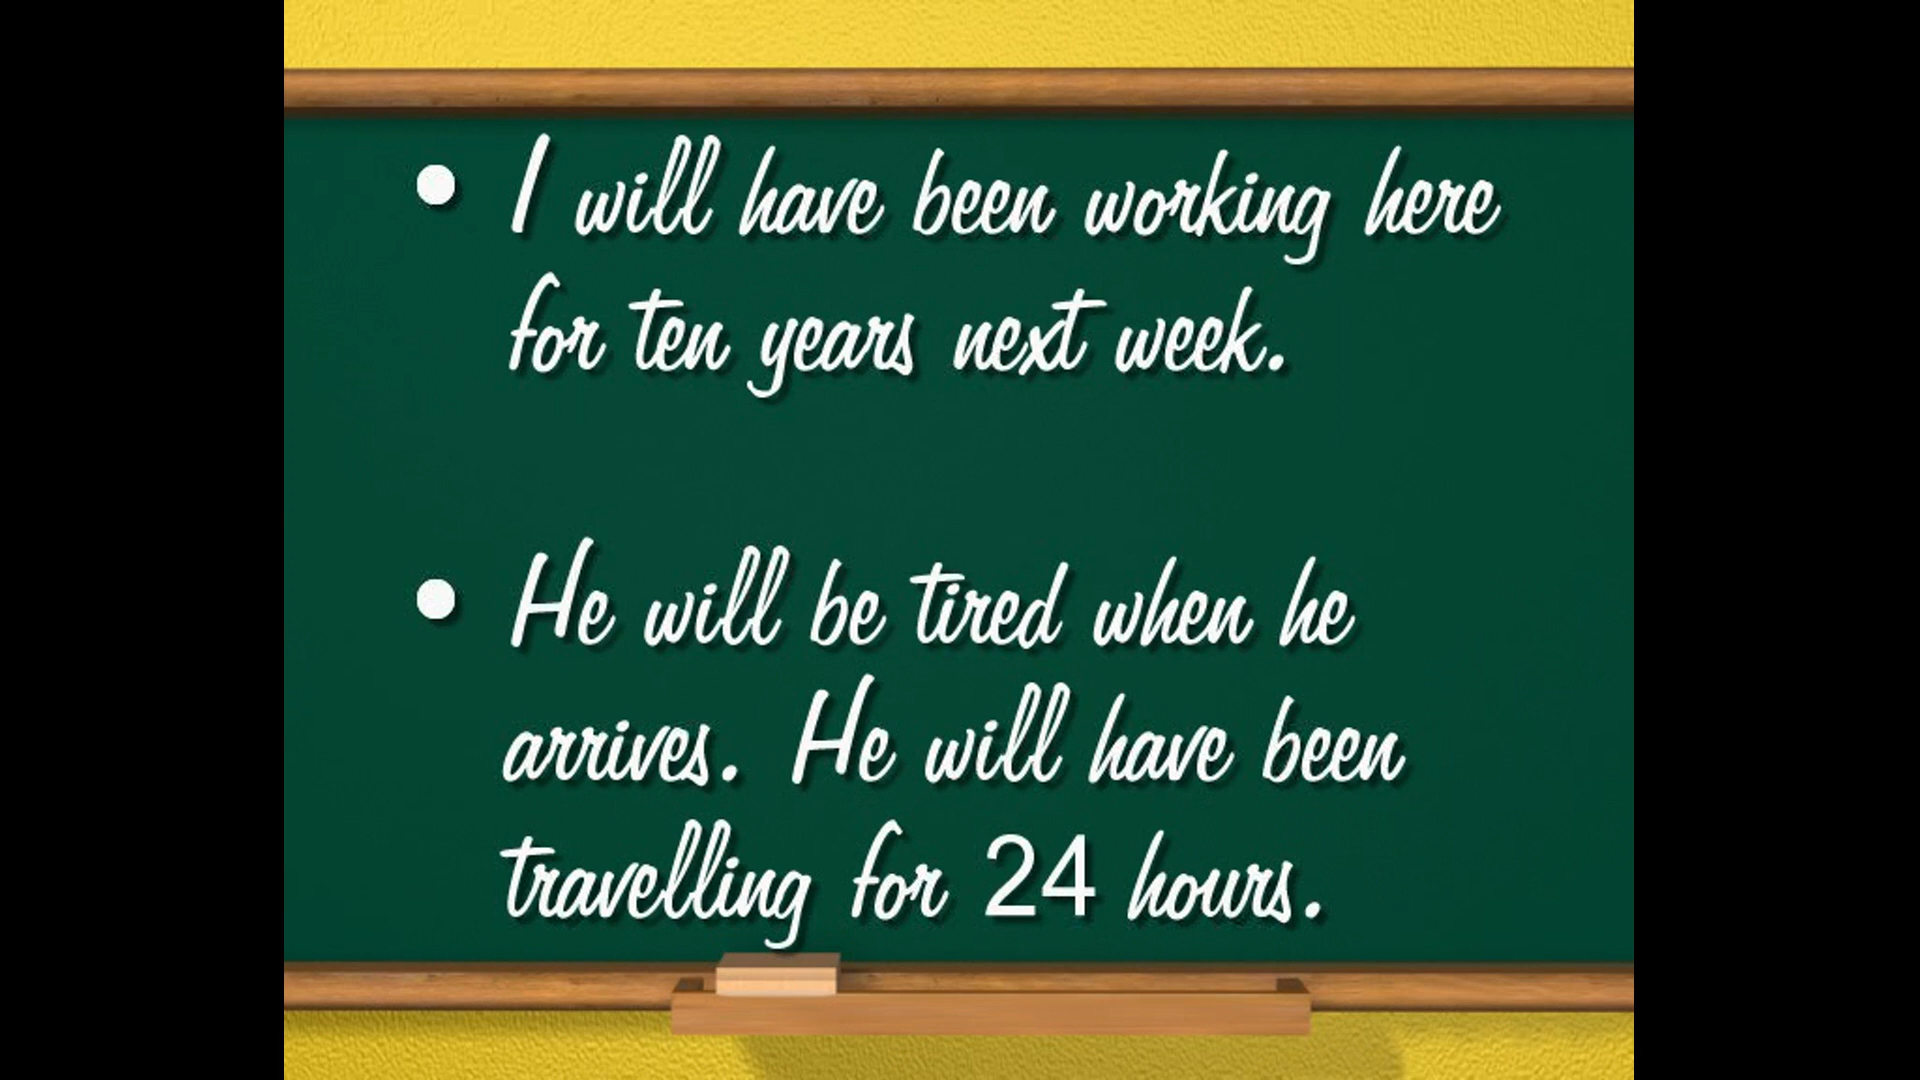 • I will have been working here
for ten years next week.
• He will be tired when he
arrives. He will have been
travelling for 24 hours.